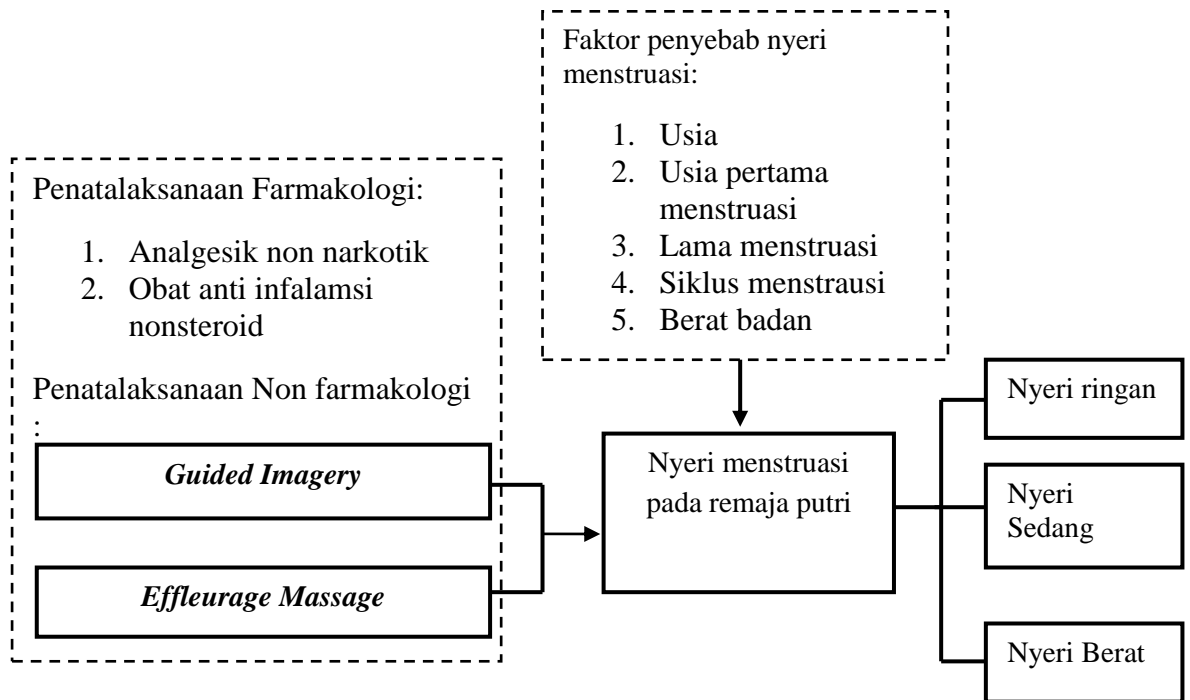 Faktor penyebab nyeri
menstruasi:
1. Usia
2. Usia pertama
menstruasi
3. Lama menstruasi
4. Siklus menstrausi
5. Berat badan
Penatalaksanaan Farmakologi:
1. Analgesik non narkotik
2. Obat anti infalamsi
nonsteroid
Penatalaksanaan Non farmakologi
:
Guided Imagery
Effleurage Massage
Nyeri menstruasi
pada remaja putri
Nyeri ringan
Nyeri
Sedang
Nyeri Berat